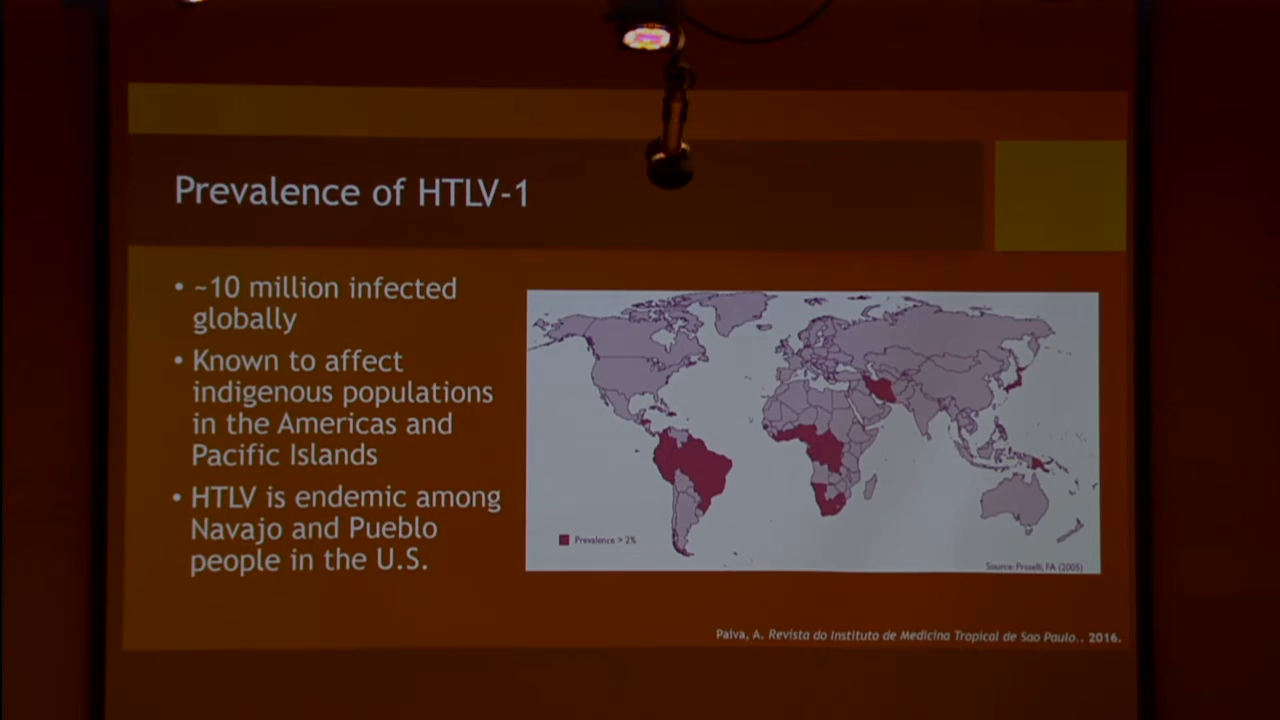 Prevalence of HTLV-1
• ~10 million infected
globally
• Known to affect
indigenous populations
in the Americas and
Pacific Islands
• HTLV is endemic among
Navajo and Pueblo
people in the U.S.
Prevalence > 2%
Source: Proielli, FA (2005)
Paiva, A. Revista do Instituto de Medicina Tropical de Sao Paulo.. 2016.